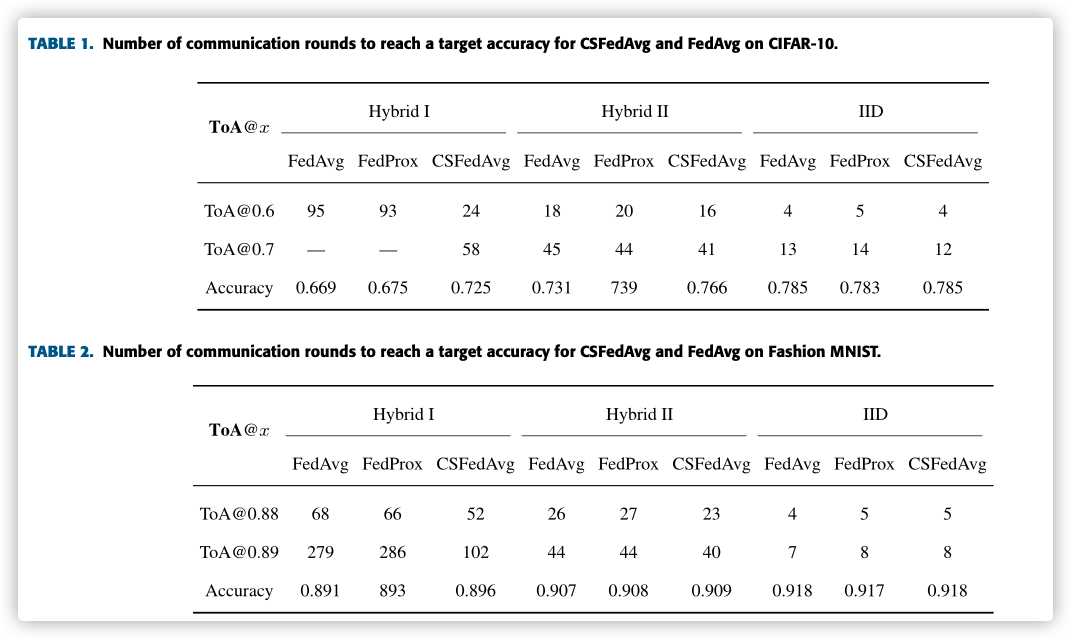 TABLE 1. Number of communication rounds to reach a target accuracy for CSFedAvg and FedAvg on CIFAR-10.
ToA@x Hybrid I Hybrid II IID
FedAvg FedProx CSFedAvg FedAvg FedProx CSFedAvg FedAvg FedProx CSFedAvg
ToA@0.6 95 93 24 18 20 16 4 5 4
ToA@0.7 — — 58 45 44 41 13 14 12
Accuracy 0.669 0.675 0.725 0.731 739 0.766 0.785 0.783 0.785
TABLE 2. Number of communication rounds to reach a target accuracy for CSFedAvg and FedAvg on Fashion MNIST.
ToA@x Hybrid I Hybrid II IID
FedAvg FedProx CSFedAvg FedAvg FedProx CSFedAvg FedAvg FedProx CSFedAvg
ToA@0.88 68 66 52 26 27 23 4 5 5
ToA@0.89 279 286 102 44 44 40 7 8 8
Accuracy 0.891 893 0.896 0.907 0.908 0.909 0.918 0.917 0.918